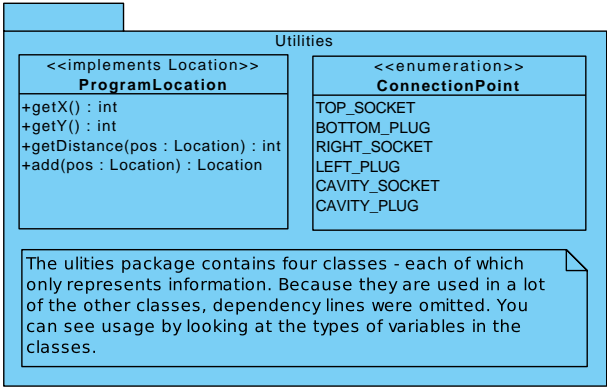 Utilities
<<implements Location>>
ProgramLocation
+getX() : int
+getY() : int
+getDistance(pos : Location) : int
+add(pos : Location) : Location
<<enumeration>>
ConnectionPoint
TOP_SOCKET
BOTTOM_PLUG
RIGHT_SOCKET
LEFT_PLUG
CAVITY_SOCKET
CAVITY_PLUG
The ulities package contains four classes - each of which
only represents information. Because they are used in a lot
of the other classes, dependency lines were omitted. You
can see usage by looking at the types of variables in the
classes.